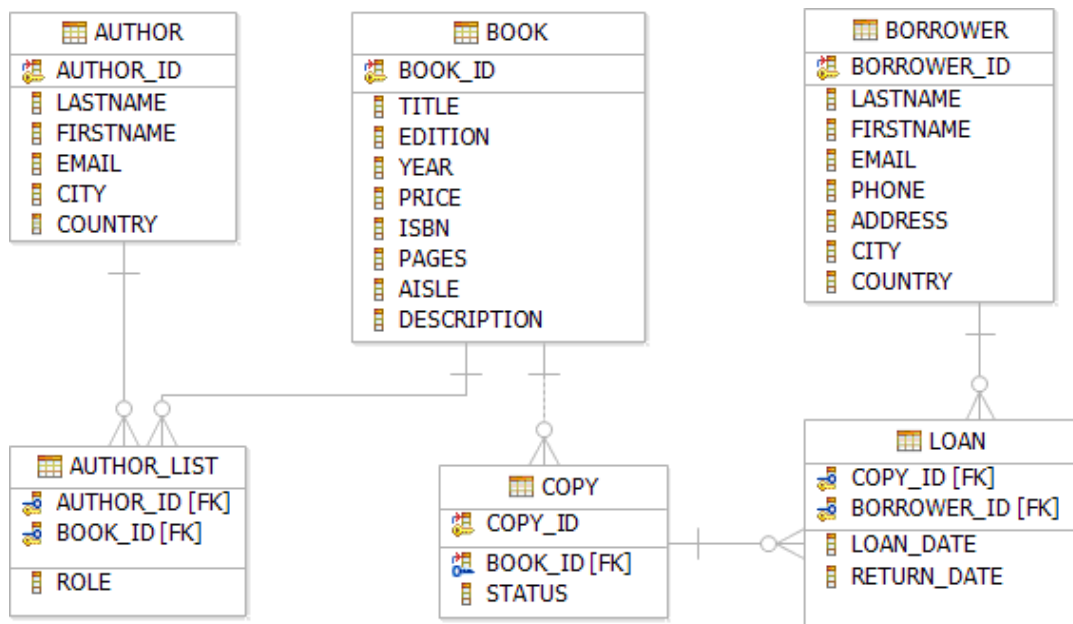 AUTHOR
AUTHOR_ID
LASTNAME
FIRSTNAME
EMAIL
CITY
COUNTRY
BOOK
BOOK_ID
TITLE
EDITION
YEAR
PRICE
ISBN
PAGES
AISLE
DESCRIPTION
BORROWER
BORROWER_ID
LASTNAME
FIRSTNAME
EMAIL
PHONE
ADDRESS
CITY
COUNTRY
AUTHOR_LIST
AUTHOR_ID [FK]
BOOK_ID [FK]
ROLE
COPY
COPY_ID
BOOK_ID [FK]
STATUS
LOAN
COPY_ID [FK]
BORROWER_ID [FK]
LOAN_DATE
RETURN_DATE